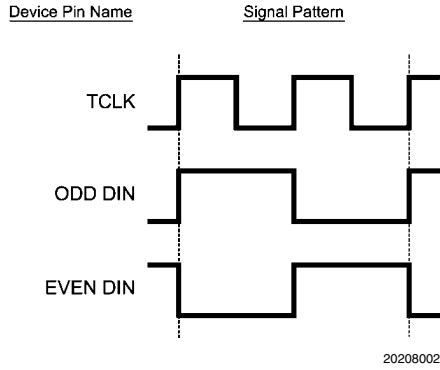 Device Pin Name Signal Pattern
TCLK
ODD DIN
EVEN DIN
20208002